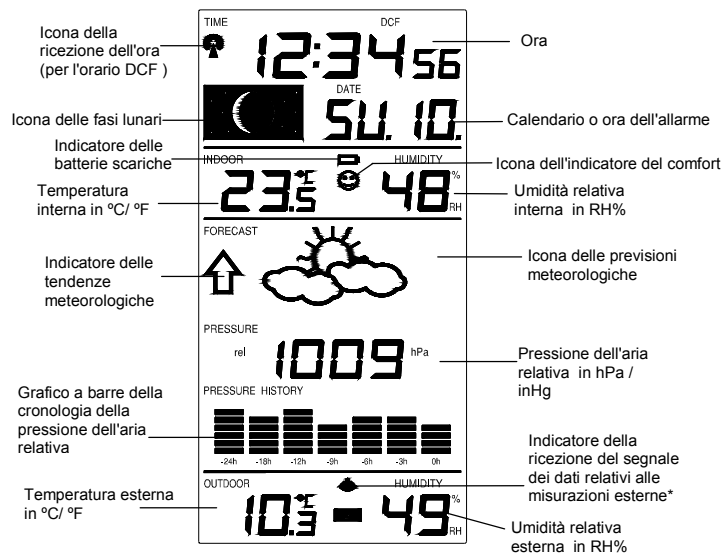 TIME
DCF
12:34 56
DATE
SU. 10.
INDOOR
HUMIDITY
23.5 °C
48 % RH
FORECAST
PRESSURE
rel 1009 hPa
PRESSURE HISTORY
-24h -18h -12h -9h -6h -3h 0h
OUTDOOR
HUMIDITY
10.3 °C
49 % RH
Icona della
ricezione dell'ora
(per l'orario DCF )
Icona delle fasi lunari
Indicatore delle
batterie scariche
Temperatura
interna in ºC/ ºF
Indicatore delle
tendenze
meteorologiche
Grafico a barre della
cronologia della
pressione dell'aria
relativa
Temperatura esterna
in ºC/ ºF
Ora
Calendario o ora dell'allarme
Icona dell'indicatore del comfort
Umidità relativa
interna in RH%
Icona delle previsioni
meteorologiche
Pressione dell'aria
relativa in hPa /
inHg
Indicatore della
ricezione del segnale
dei dati relativi alle
misurazioni esterne*
Umidità relativa
esterna in RH%